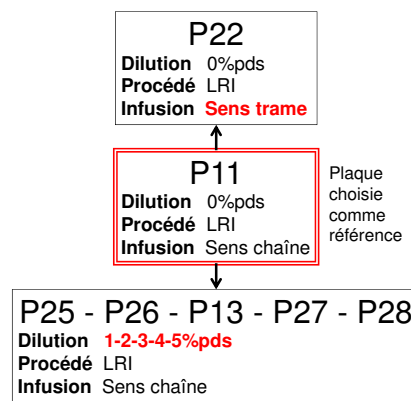 P22
Dilution 0%pds
Procédé LRI
Infusion Sens trame
P11
Dilution 0%pds
Procédé LRI
Infusion Sens chaîne
Plaque
choisie
comme
référence
P25 - P26 - P13 - P27 - P28
Dilution 1-2-3-4-5%pds
Procédé LRI
Infusion Sens chaîne